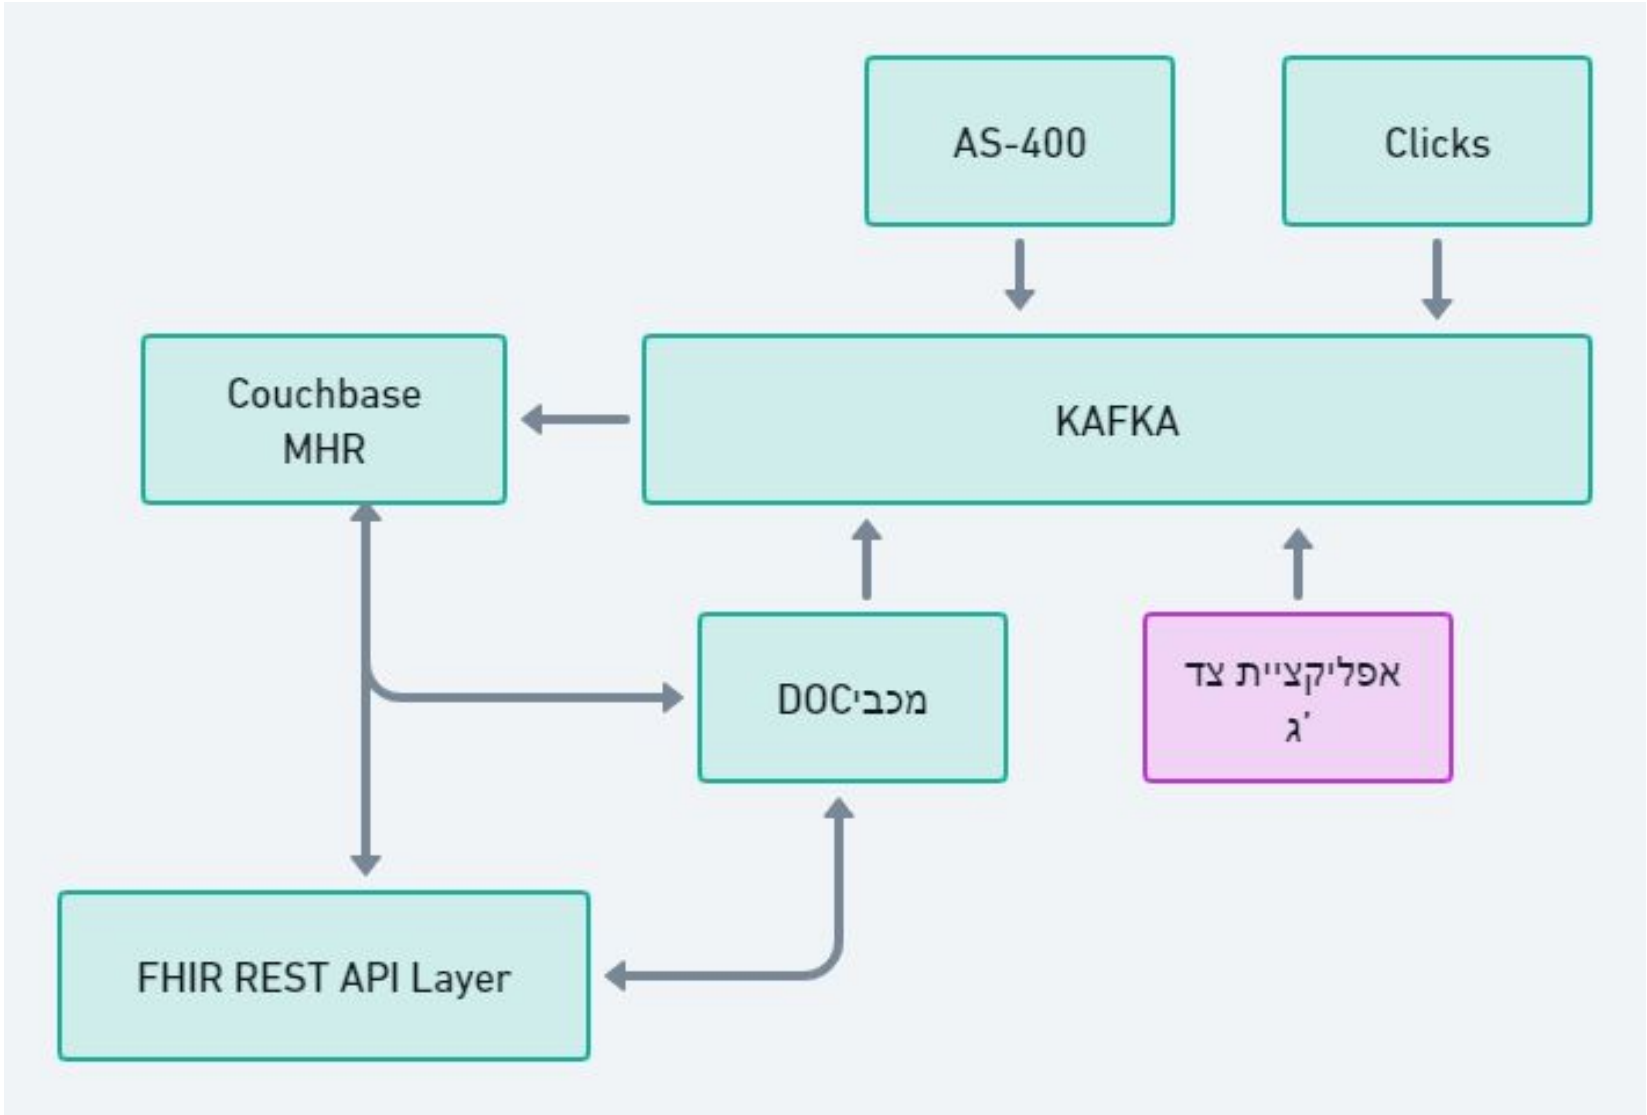 AS-400
Clicks
Couchbase
MHR
KAFKA
מכביDOC
אפליקציית צד
ג'
FHIR REST API Layer